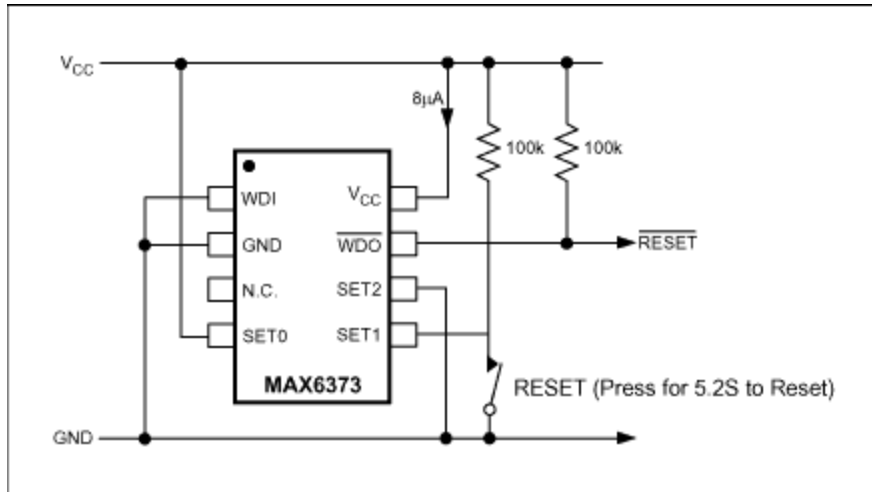 VCC
8μA
100k
100k
WDI
VCC
GND
WDO
RESET
N.C.
SET2
SET0
SET1
MAX6373
RESET (Press for 5.2S to Reset)
GND